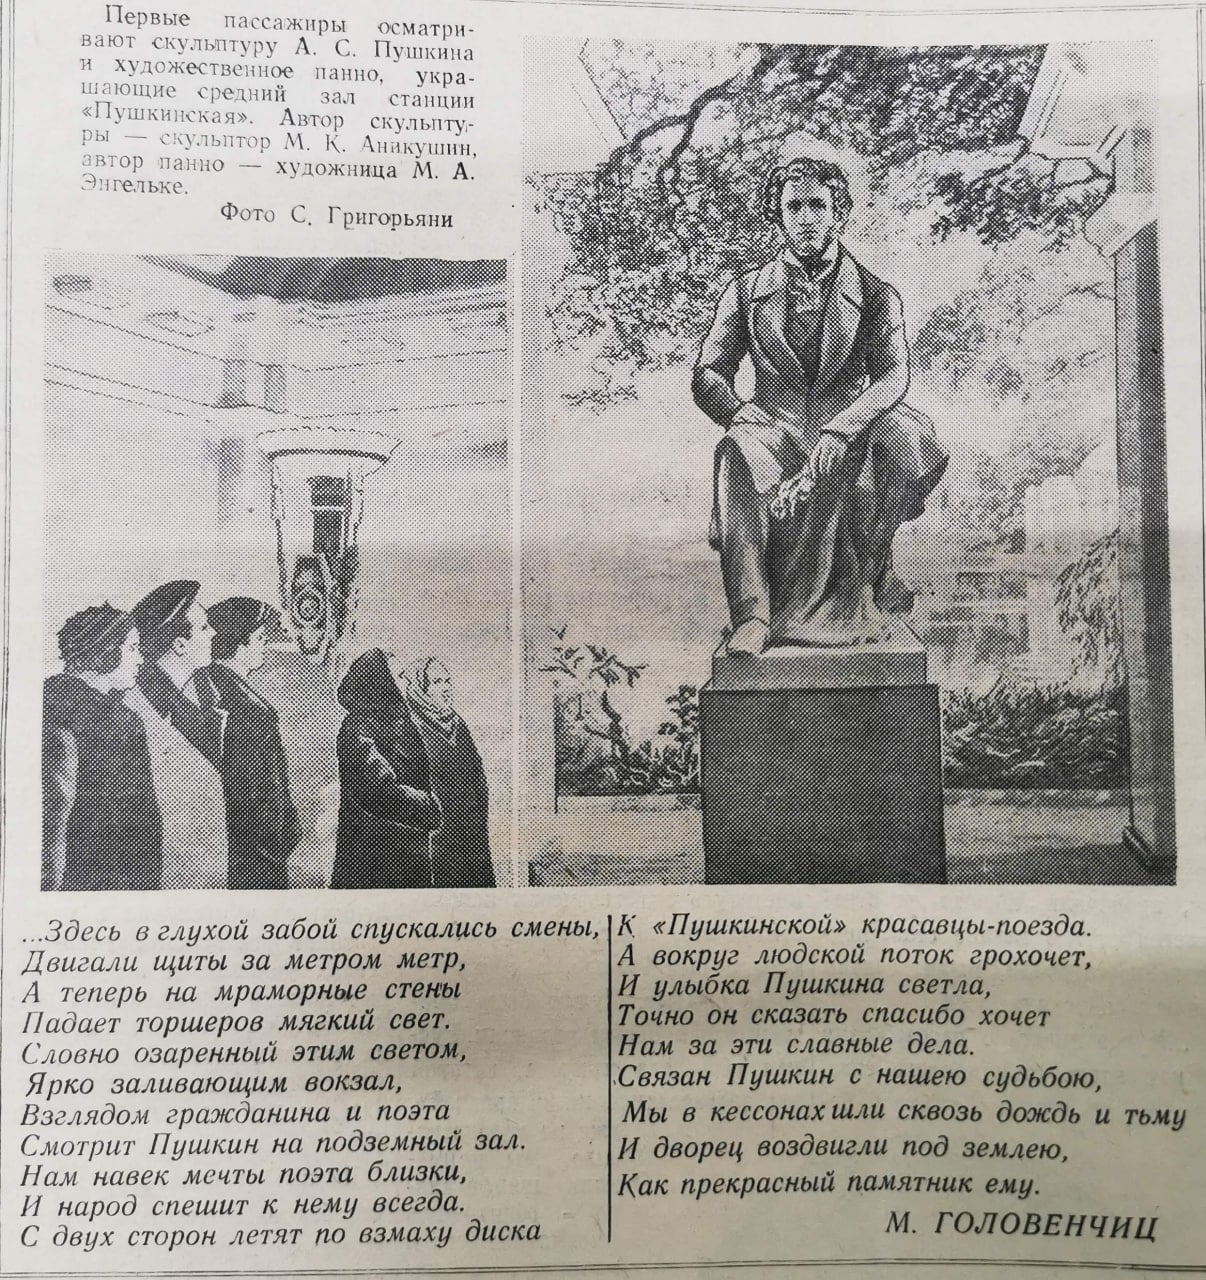 Первые пассажиры осматри-
вают скульптуру А. С. Пушкина
и художественное панно, укра-
шающие средний зал станции
«Пушкинская». Автор скульпту-
ры — скульптор М. К. Аникушин,
автор панно — художница М. А.
Энгельке.
Фото С. Григорьяни
...Здесь в глухой забой спускались смены,
Двигали щиты за метром метр,
А теперь на мраморные стены
Падает торшеров мягкий свет.
Словно озаренный этим светом,
Ярко заливающим вокзал,
Взглядом гражданина и поэта
Смотрит Пушкин на подземный зал.
Нам навек мечты поэта близки,
И народ спешит к нему всегда.
С двух сторон летят по взмаху диска
К «Пушкинской» красавцы-поезда.
А вокруг людской поток грохочет,
И улыбка Пушкина светла,
Точно он сказать спасибо хочет
Нам за эти славные дела.
Связан Пушкин с нашею судьбою,
Мы в кессонах шли сквозь дождь и тьму
И дворец воздвигли под землею,
Как прекрасный памятник ему.
М. ГОЛОВЕНЧИЦ